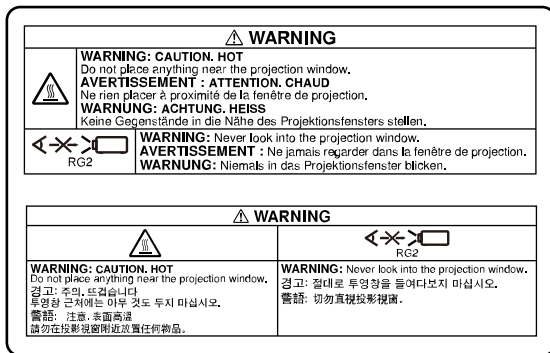 ⚠ WARNING
WARNING: CAUTION. HOT
Do not place anything near the projection window.
AVERTISSEMENT : ATTENTION. CHAUD
Ne rien placer à proximité de la fenêtre de projection.
WARNUNG: ACHTUNG. HEISS
Keine Gegenstände in die Nähe des Projektionsfensters stellen.
RG2
WARNING: Never look into the projection window.
AVERTISSEMENT : Ne jamais regarder dans la fenêtre de projection.
WARNUNG: Niemals in das Projektionsfenster blicken.
⚠ WARNING
WARNING: CAUTION. HOT
Do not place anything near the projection window.
경고: 주의. 뜨겁습니다
투영창 근처에는 아무 것도 두지 마십시오.
警語: 注意. 表面高溫
請勿在投影視窗附近放置任何物品。
RG2
WARNING: Never look into the projection window.
경고: 절대로 투영창을 들여다보지 마십시오.
警語: 切勿直視投影視窗.